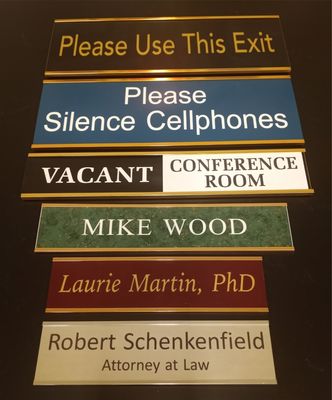 Please Use This Exit
Please
Silence Cellphones
VACANT CONFERENCE
ROOM
MIKE WOOD
Laurie Martin, PhD
Robert Schenkenfield
Attorney at Law